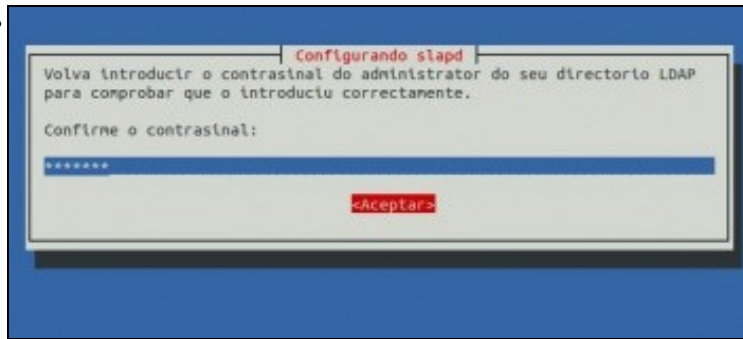 Configurando slapd
Volva introducir o contrasinal do administrator do seu directorio LDAP
para comprobar que o introduciu correctamente.
Confirme o contrasinal:
*******
<Aceptar>